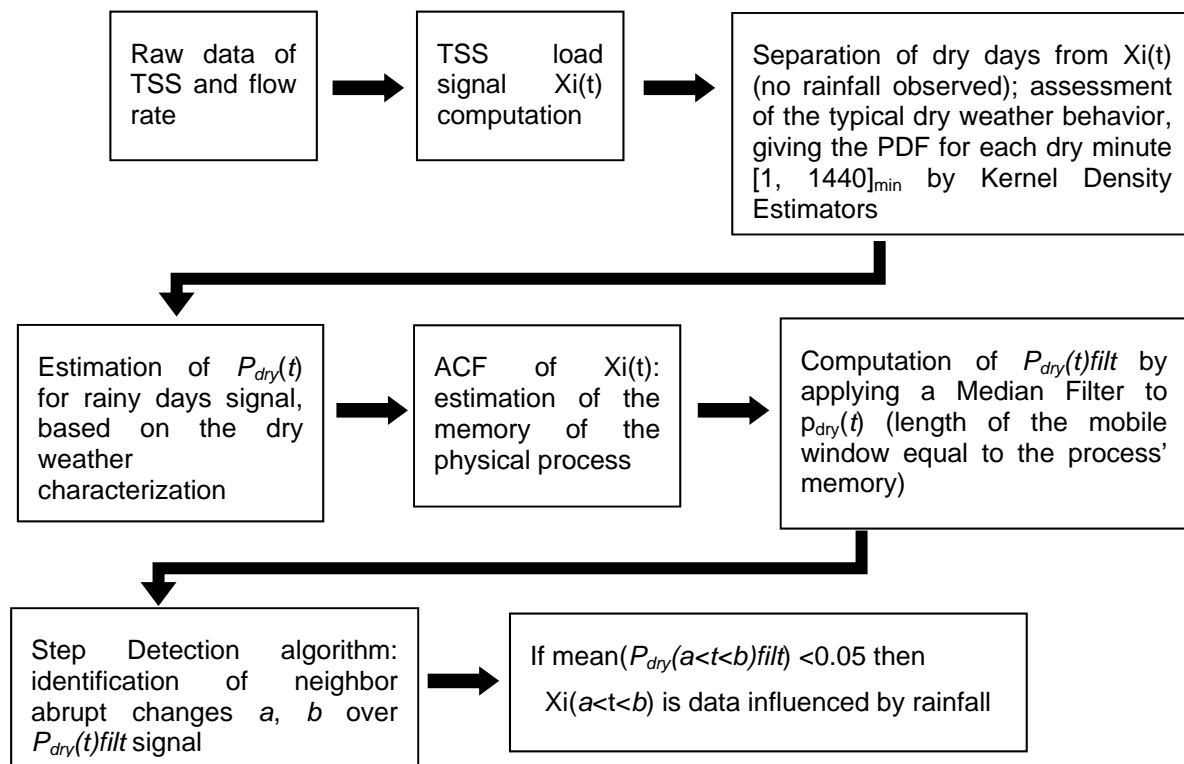 Raw data of
TSS and flow
rate
TSS load
signal Xi(t)
computation
Separation of dry days from Xi(t)
(no rainfall observed); assessment
of the typical dry weather behavior,
giving the PDF for each dry minute
[1, 1440]min by Kernel Density
Estimators
Estimation of Pdry(t)
for rainy days signal,
based on the dry
weather
characterization
ACF of Xi(t):
estimation of the
memory of the
physical process
Computation of Pdry(t)filt by
applying a Median Filter to
pdry(t) (length of the mobile
window equal to the process’
memory)
Step Detection algorithm:
identification of neighbor
abrupt changes a, b over
Pdry(t)filt signal
If mean(Pdry(a<t<b)filt) <0.05 then
Xi(a<t<b) is data influenced by rainfall